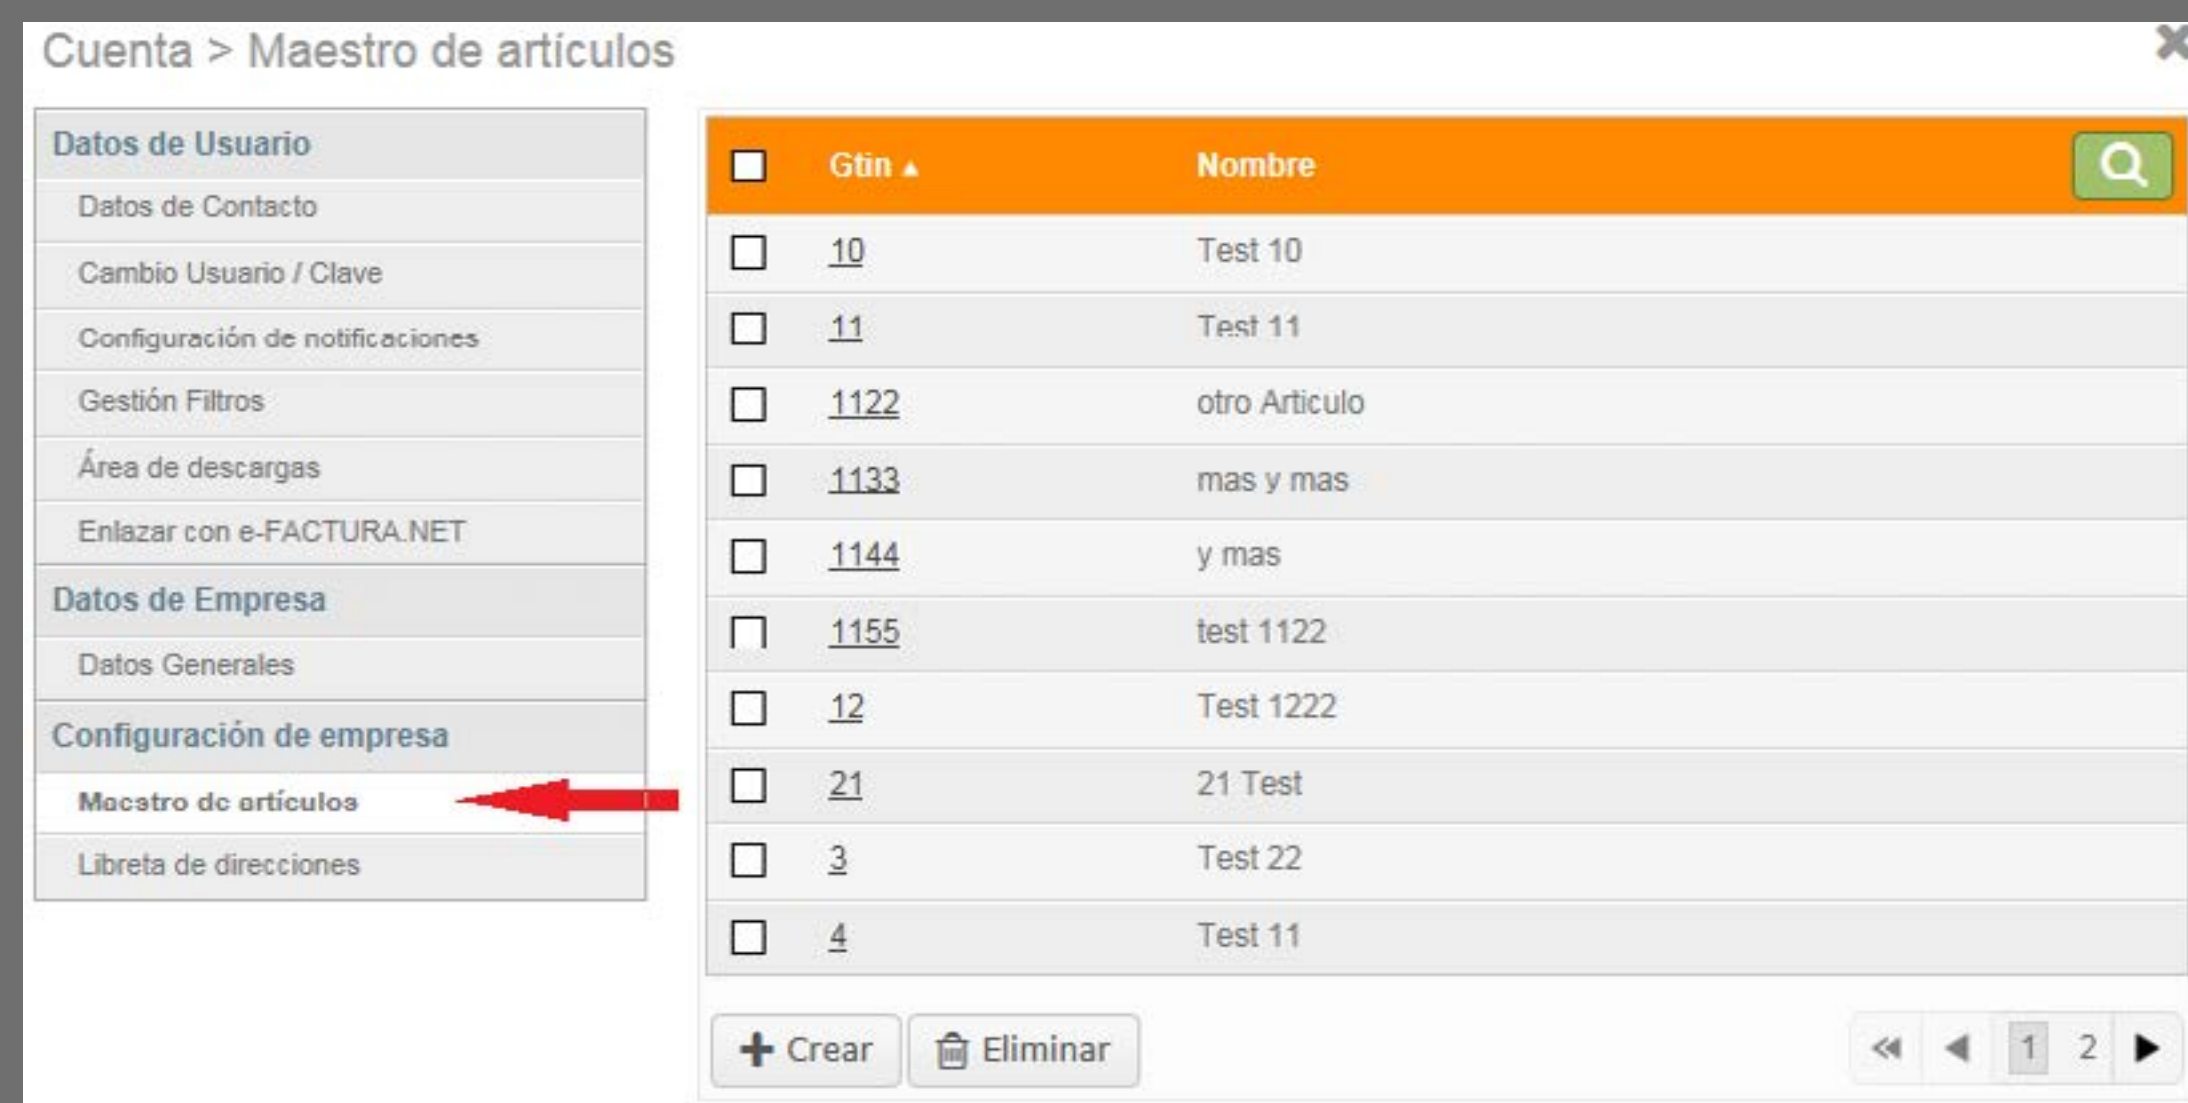 Cuenta > Maestro de artículos
Datos de Usuario
Datos de Contacto
Cambio Usuario / Clave
Configuración de notificaciones
Gestión Filtros
Área de descargas
Enlazar con e-FACTURA.NET
Datos de Empresa
Datos Generales
Configuración de empresa
Maestro de artículos
Libreta de direcciones
Gtin Nombre
10 Test 10
11 Test 11
1122 otro Articulo
1133 mas y mas
1144 y mas
1155 test 1122
12 Test 1222
21 21 Test
3 Test 22
4 Test 11
Crear Eliminar 1 2